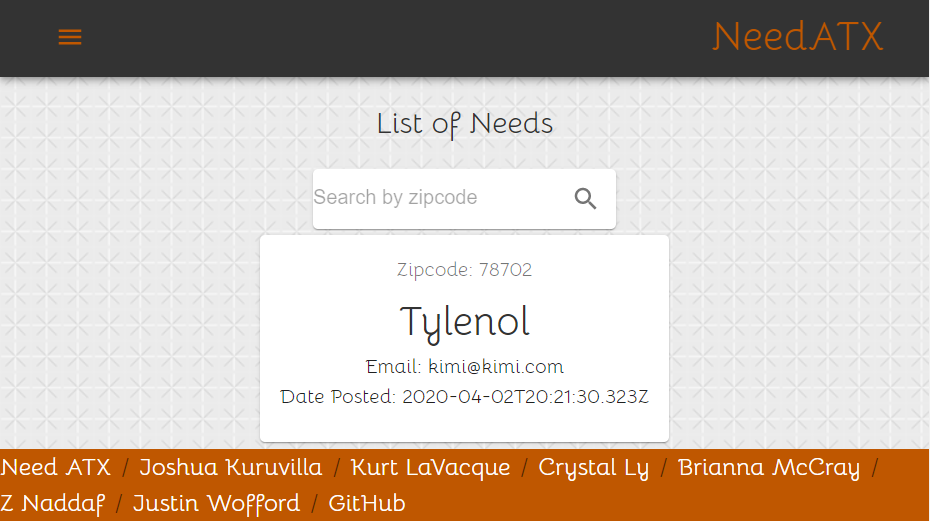 NeedATX
List of Needs
Search by zipcode
Zipcode: 78702
Tylenol
Email: kimi@kimi.com
Date Posted: 2020-04-02T20:21:30.323Z
Need ATX / Joshua Kuruvilla / Kurt LaVacque / Crystal Ly / Brianna McCray /
Z Naddaf / Justin Wofford / GitHub